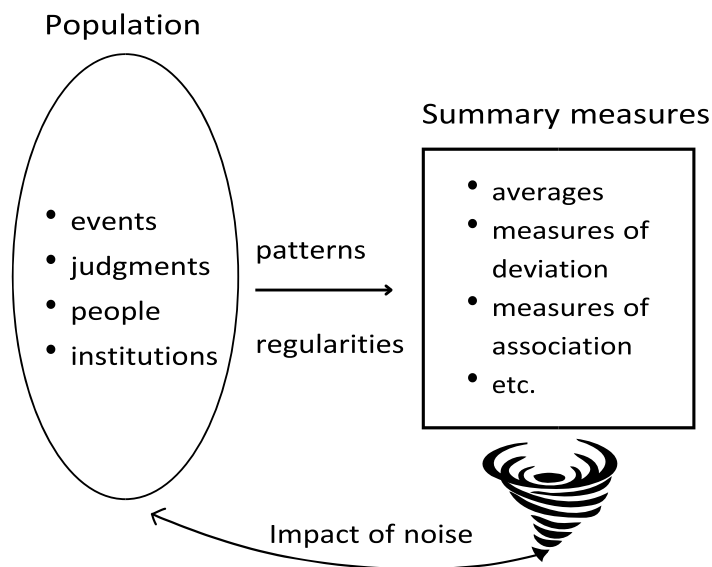 Population
• events
• judgments
• people
• institutions
patterns
regularities
Summary measures
• averages
• measures of
deviation
• measures of
association
• etc.
Impact of noise